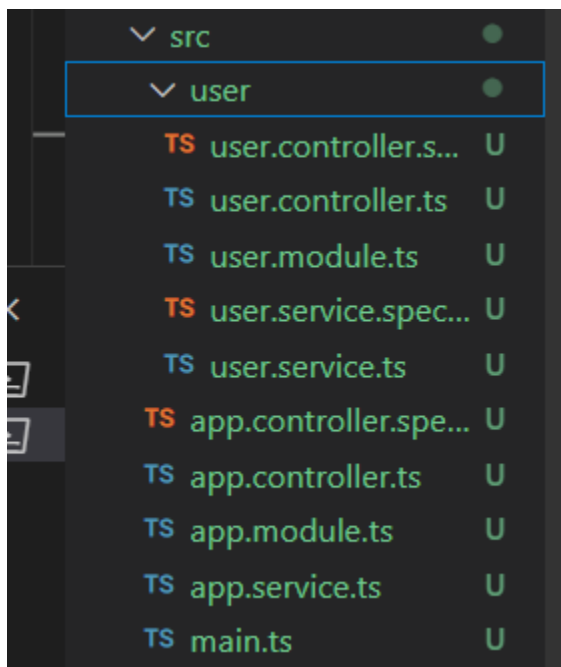 src
user
TS user.controller.s... U
TS user.controller.ts U
TS user.module.ts U
TS user.service.spec... U
TS user.service.ts U
TS app.controller.spe... U
TS app.controller.ts U
TS app.module.ts U
TS app.service.ts U
TS main.ts U